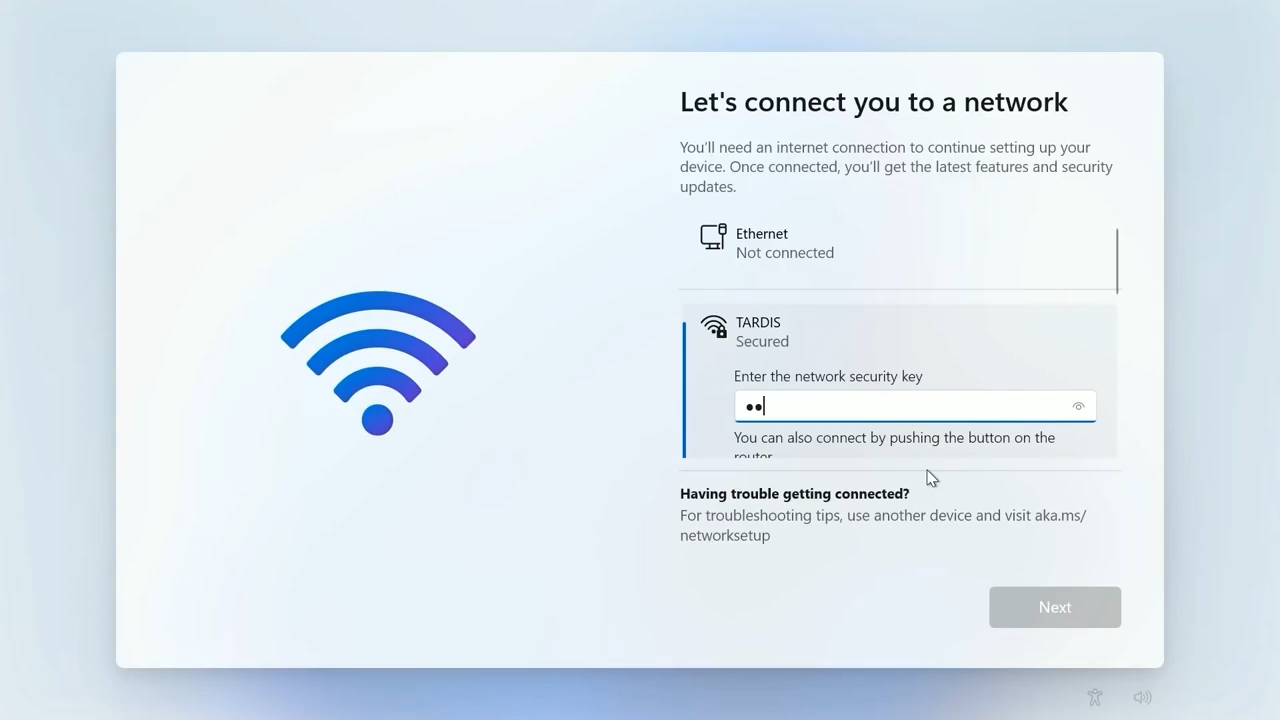 Let's connect you to a network
You'll need an internet connection to continue setting up your
device. Once connected, you'll get the latest features and security
updates.
Ethernet
Not connected
TARDIS
Secured
Enter the network security key
••
You can also connect by pushing the button on the
router
Having trouble getting connected?
For troubleshooting tips, use another device and visit aka.ms/
networksetup
Next